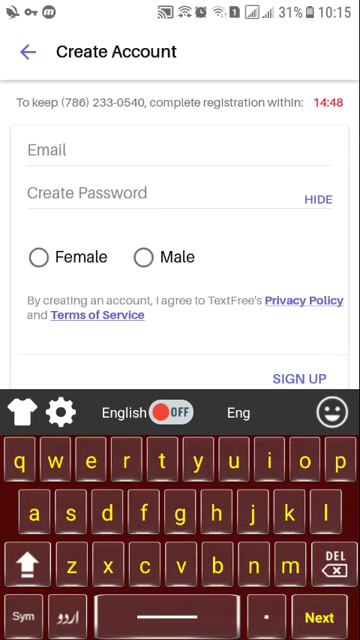 31% 10:15
Create Account
To keep (786) 233-0540, complete registration within: 14:48
Email
Create Password
HIDE
Female Male
By creating an account, I agree to TextFree's Privacy Policy
and Terms of Service
SIGN UP
English OFF Eng
q w e r t y u i o p
a s d f g h j k l
z x c v b n m DEL
Sym اردو . Next